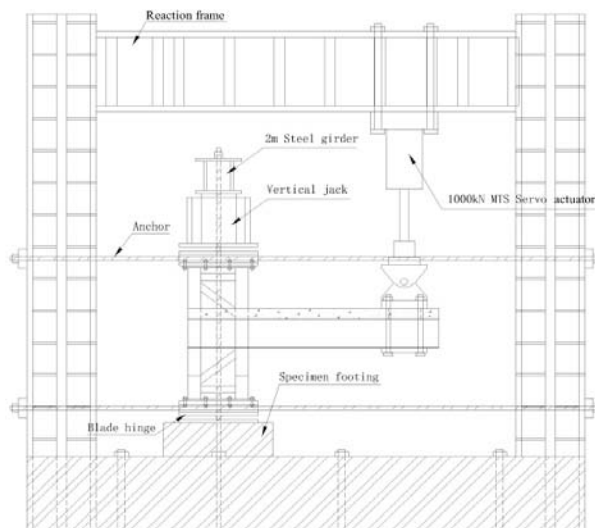 Reaction frame
2m Steel girder
Vertical jack
1000kN MTS Servo actuator
Anchor
Specimen footing
Blade hinge